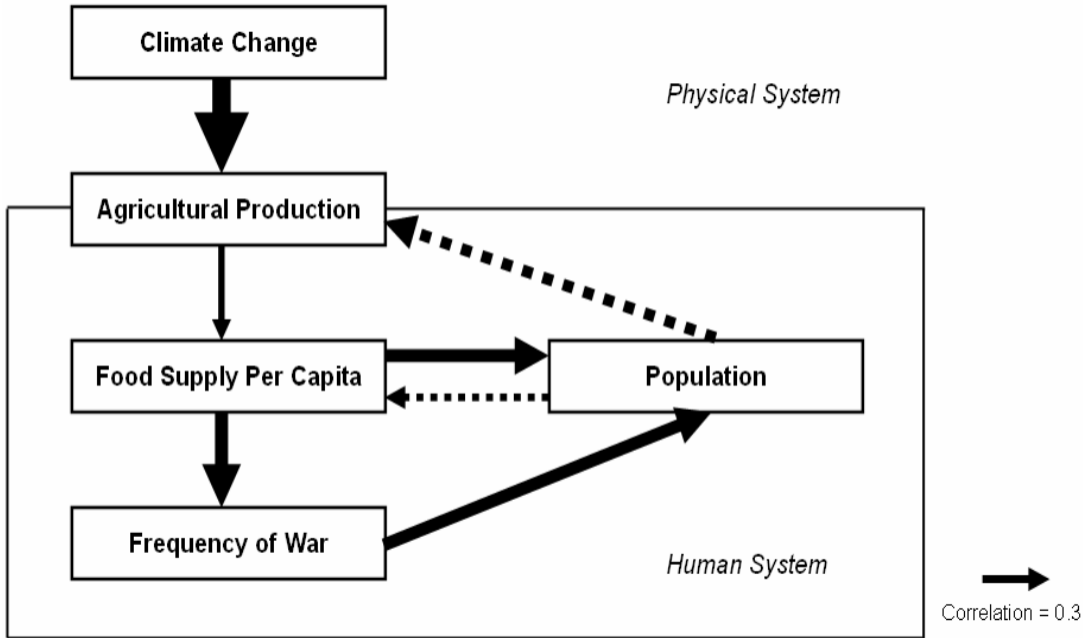 Climate Change
Physical System
Agricultural Production
Food Supply Per Capita
Population
Frequency of War
Human System
Correlation = 0.3